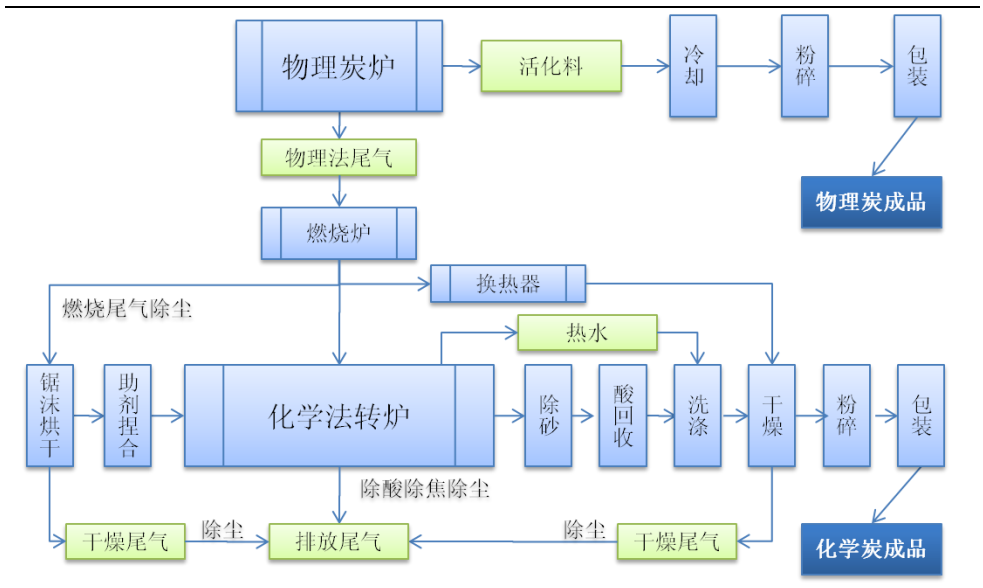 物理炭炉
活化料
冷却
粉碎
包装
物理法尾气
物理炭成品
燃烧炉
换热器
燃烧尾气除尘
热水
锯沫烘干
助剂捏合
化学法转炉
除砂
酸回收
洗涤
干燥
粉碎
包装
除酸除焦除尘
干燥尾气
除尘
排放尾气
除尘
干燥尾气
化学炭成品